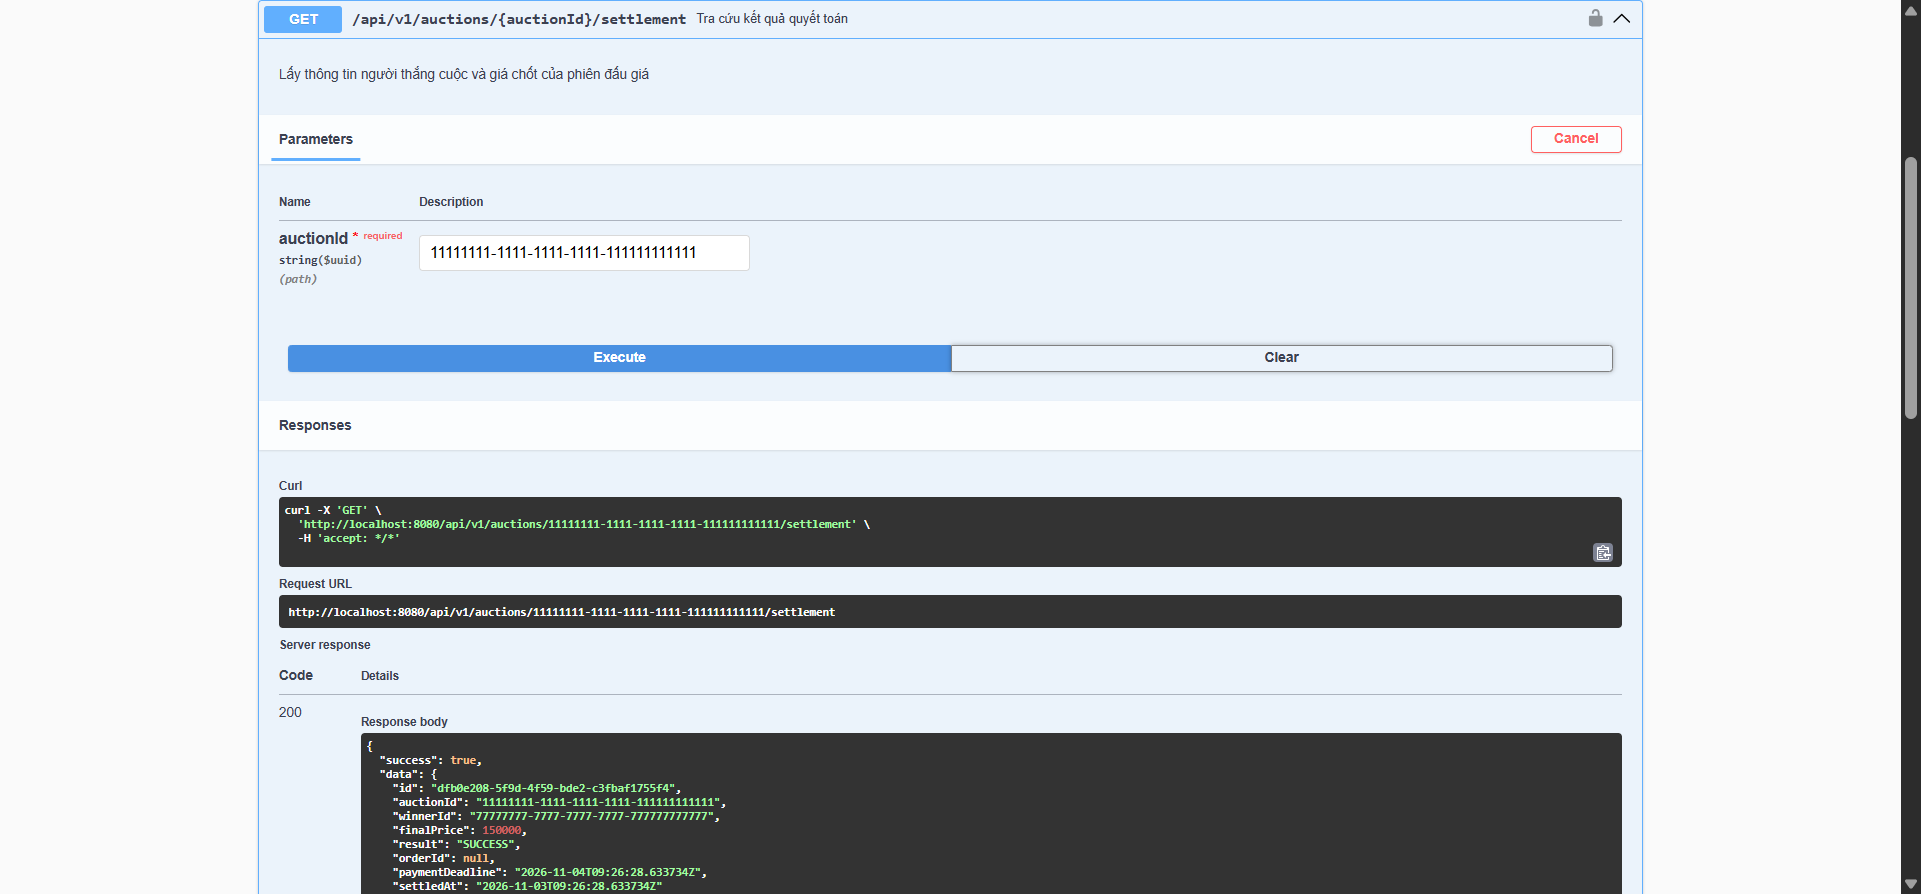 GET /api/v1/auctions/{auctionId}/settlement Tra cứu kết quả quyết toán
Lấy thông tin người thắng cuộc và giá chốt của phiên đấu giá
Parameters
Cancel
Name Description
auctionId * required
string($uuid)
(path)
11111111-1111-1111-1111-111111111111
Execute
Clear
Responses
Curl
curl -X 'GET' \
'http://localhost:8080/api/v1/auctions/11111111-1111-1111-1111-111111111111/settlement' \
-H 'accept: */*'
Request URL
http://localhost:8080/api/v1/auctions/11111111-1111-1111-1111-111111111111/settlement
Server response
Code Details
200
Response body
{
"success": true,
"data": {
"id": "dfb0e208-5f9d-4f59-bde2-c3fbaf1755f4",
"auctionId": "11111111-1111-1111-1111-111111111111",
"winnerId": "77777777-7777-7777-7777-777777777777",
"finalPrice": 150000,
"result": "SUCCESS",
"orderId": null,
"paymentDeadline": "2026-11-04T09:26:28.633734Z",
"settledAt": "2026-11-03T09:26:28.633734Z"